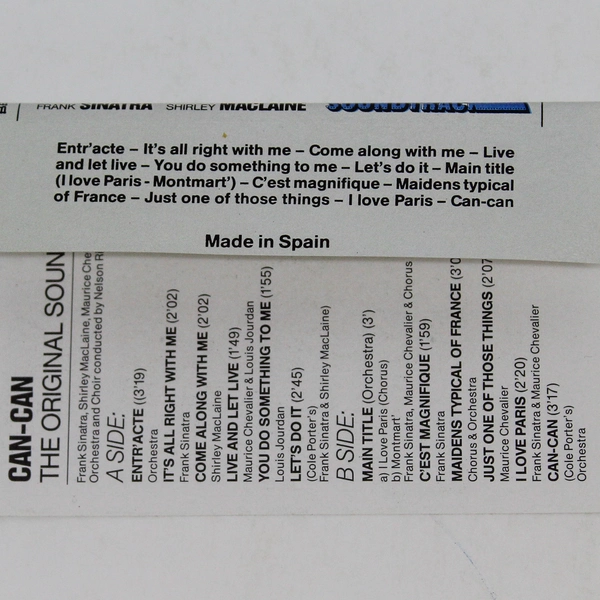 FRANK SINATRA SHIRLEY MACLAINE SOUNDTRACK
Entr'acte – It's all right with me – Come along with me – Live
and let live – You do something to me – Let's do it – Main title
(I love Paris - Montmart') – C'est magnifique – Maidens typical
of France – Just one of those things – I love Paris – Can-can
Made in Spain
CAN-CAN
THE ORIGINAL SOUN
Frank Sinatra, Shirley MacLaine, Maurice Che
Orchestra and Choir conducted by Nelson Ri
A SIDE:
ENTR'ACTE ((3'19)
Orchestra
IT'S ALL RIGHT WITH ME (2'02)
Frank Sinatra
COME ALONG WITH ME (2'02)
Shirley MacLaine
LIVE AND LET LIVE (1'49)
Maurice Chevalier & Louis Jourdan
YOU DO SOMETHING TO ME (1'55)
Louis Jourdan
LET'S DO IT (2'45)
(Cole Porter's)
Frank Sinatra & Shirley MacLaine)
B SIDE:
MAIN TITLE (Orchestra) (3')
a) I Love Paris (Chorus)
b) Montmart'
Frank Sinatra, Maurice Chevalier & Chorus
C'EST MAGNIFIQUE (1'59)
Frank Sinatra
MAIDENS TYPICAL OF FRANCE (3'0
Chorus & Orchestra
JUST ONE OF THOSE THINGS (2'07
Maurice Chevalier
I LOVE PARIS (2'20)
Frank Sinatra & Maurice Chevalier
CAN-CAN (3'17)
(Cole Porter's)
Orchestra